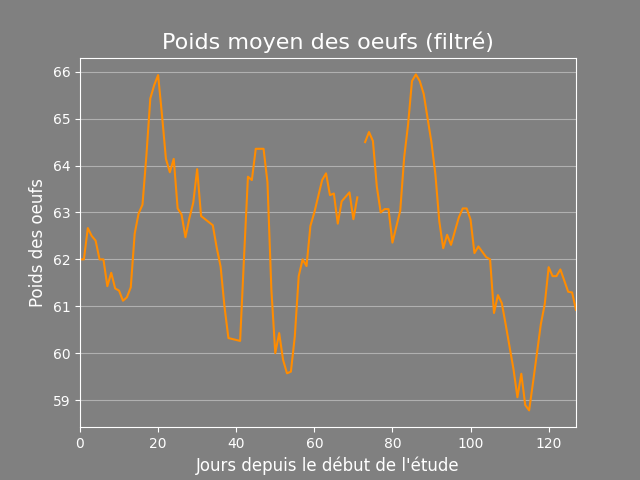 Poids moyen des oeufs (filtré)
Poids des oeufs
66
65
64
63
62
61
60
59
0 20 40 60 80 100 120
Jours depuis le début de l'étude